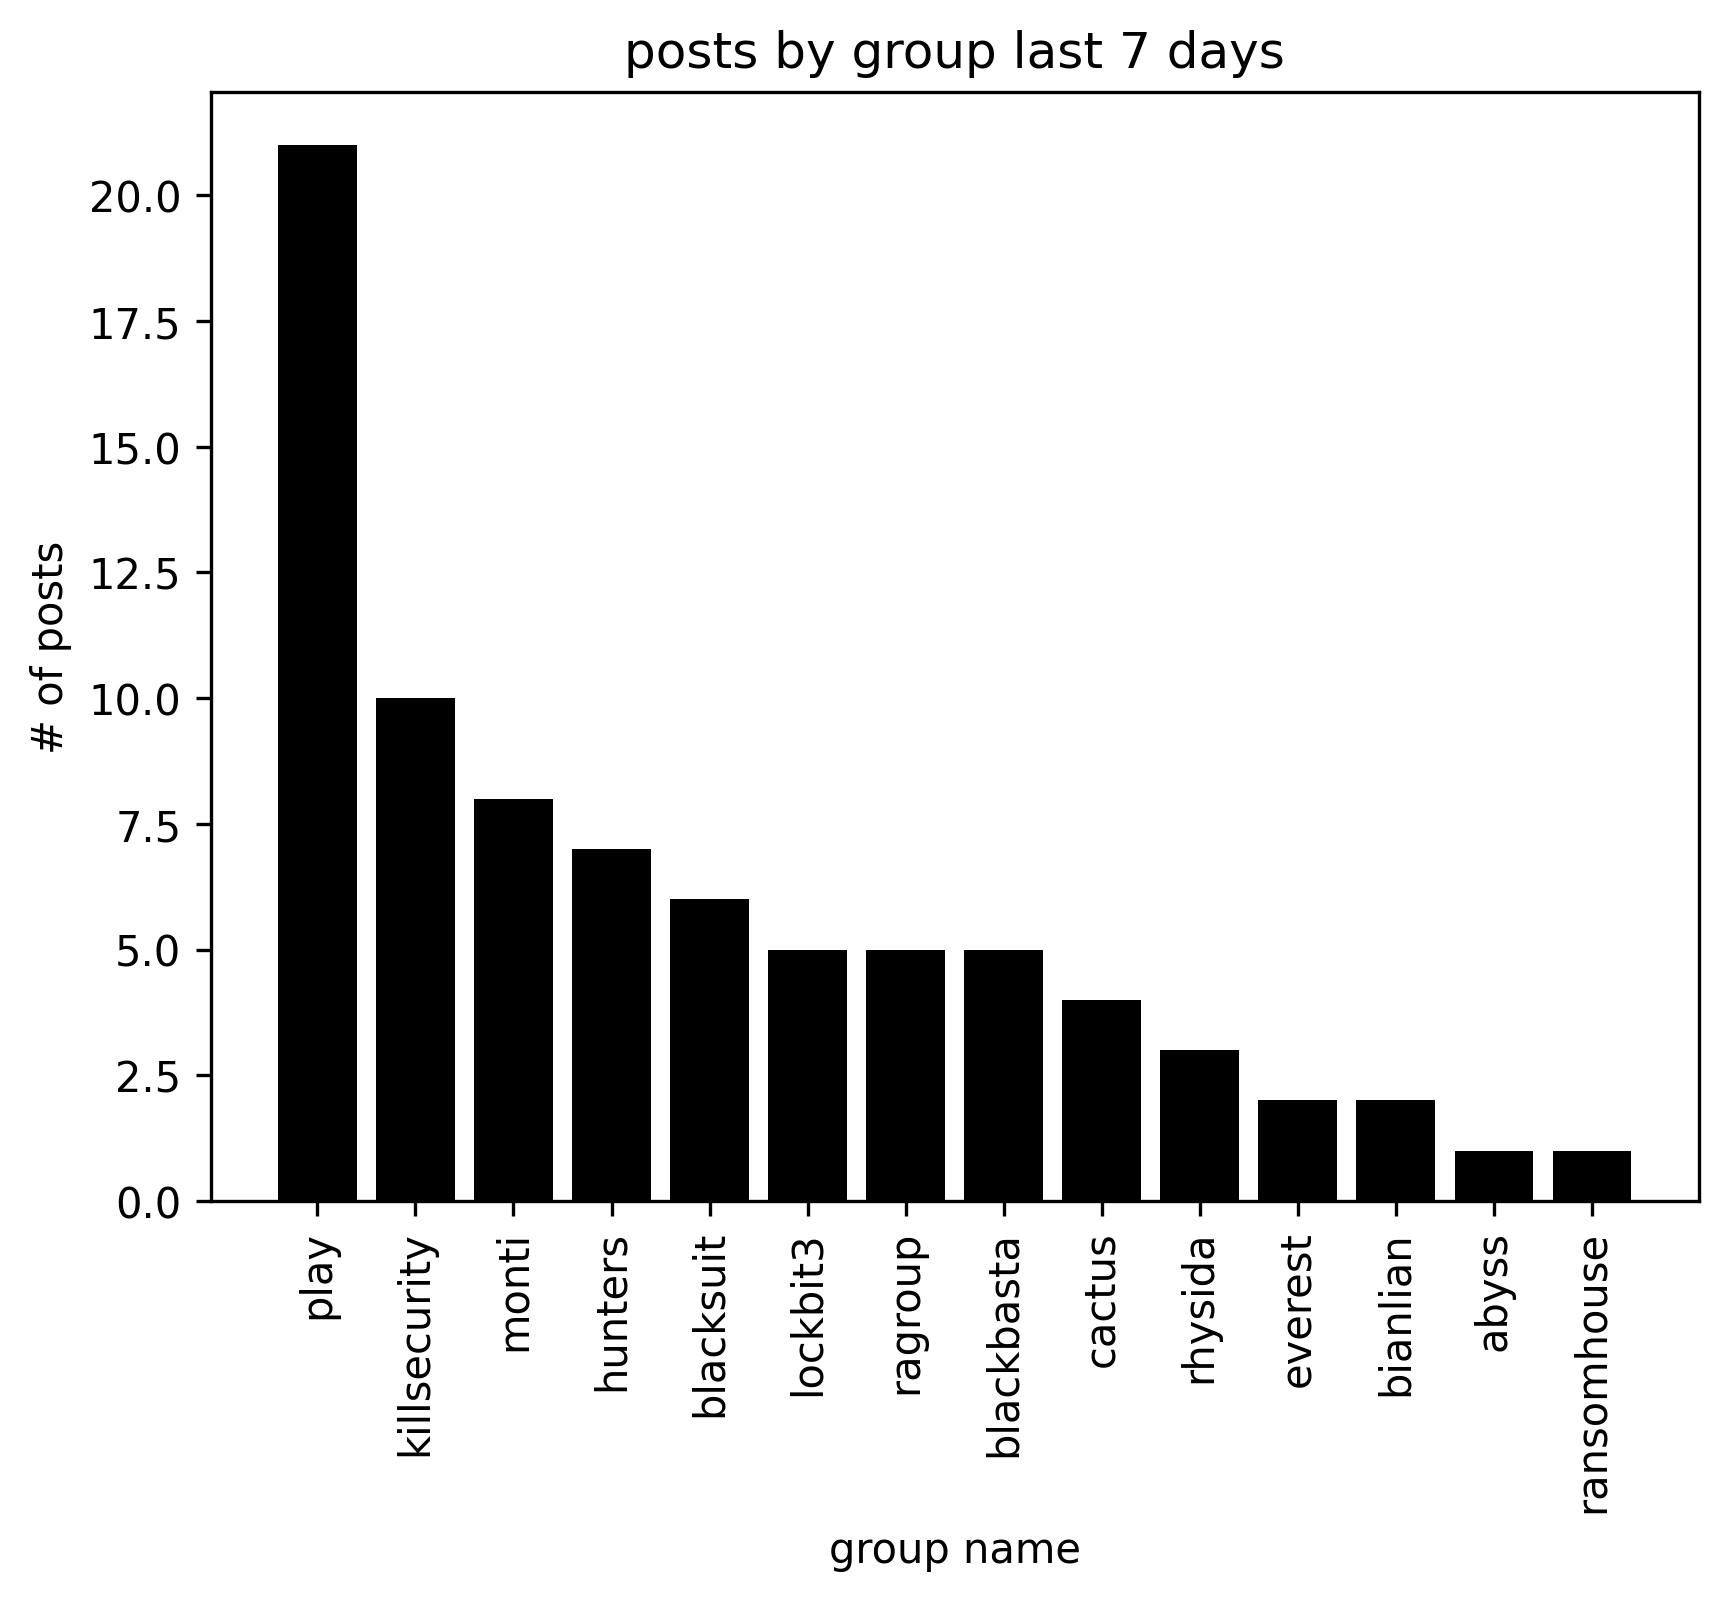 posts by group last 7 days
# of posts
20.0
17.5
15.0
12.5
10.0
7.5
5.0
2.5
0.0
play
killsecurity
monti
hunters
blacksuit
lockbit3
ragroup
blackbasta
cactus
rhysida
everest
bianlian
abyss
ransomhouse
group name